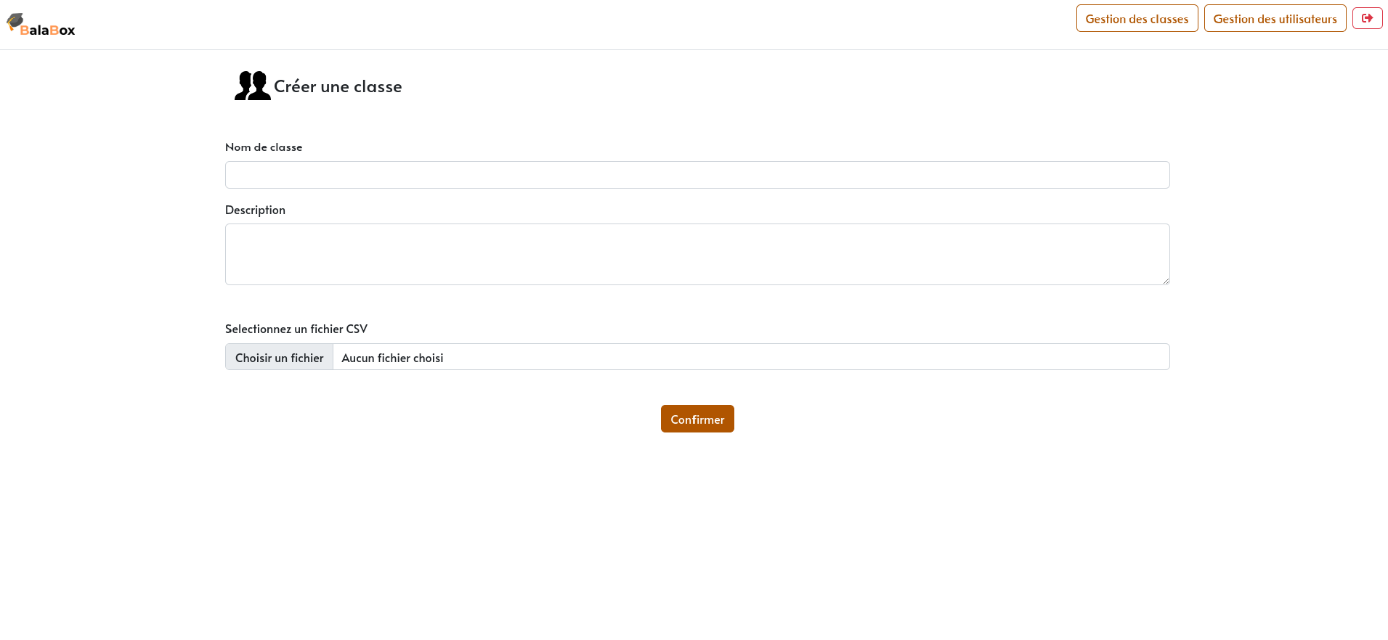 BalaBox
Gestion des classes
Gestion des utilisateurs
Créer une classe
Nom de classe
Description
Selectionnez un fichier CSV
Choisir un fichier Aucun fichier choisi
Confirmer